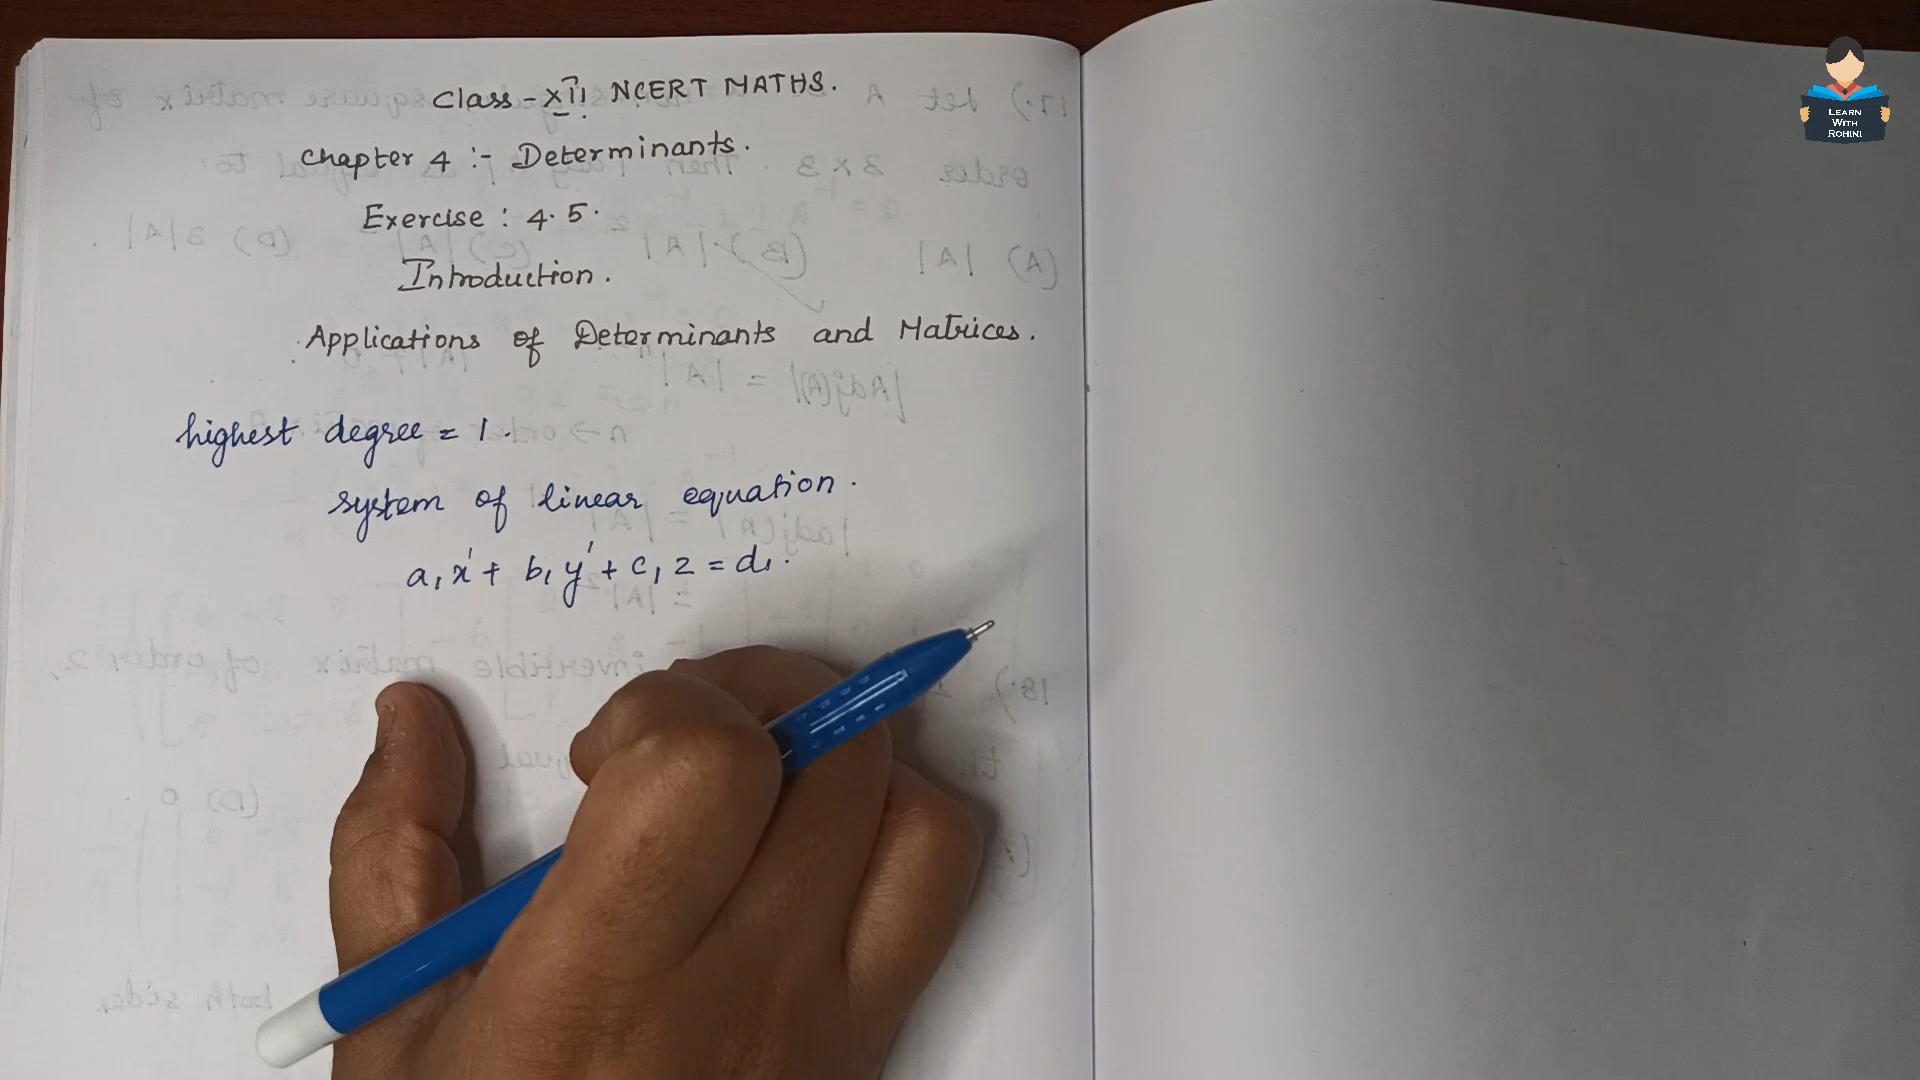 Class - XII NCERT MATHS.
Chapter 4 :- Determinants.
Exercise : 4.5.
Introduction.
Applications of Determinants and Matrices.
highest degree = 1.
system of linear equation.
a₁x¹ + b₁y¹ + c₁z = d₁.
LEARN
WITH
ROHINI